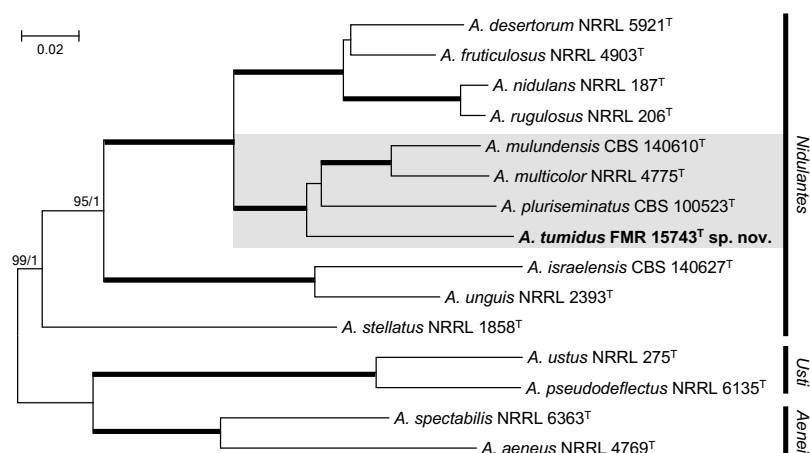 0.02
A. desertorum NRRL 5921ᵀ
A. fruticulosus NRRL 4903ᵀ
A. nidulans NRRL 187ᵀ
A. rugulosus NRRL 206ᵀ
A. mulundensis CBS 140610ᵀ
A. multicolor NRRL 4775ᵀ
A. pluriseminatus CBS 100523ᵀ
A. tumidus FMR 15743ᵀ sp. nov.
A. israelensis CBS 140627ᵀ
A. unguis NRRL 2393ᵀ
A. stellatus NRRL 1858ᵀ
A. ustus NRRL 275ᵀ
A. pseudodeflectus NRRL 6135ᵀ
A. spectabilis NRRL 6363ᵀ
A. aeneus NRRL 4769ᵀ
95/1
99/1
Nidulantes
Usti
Aenei